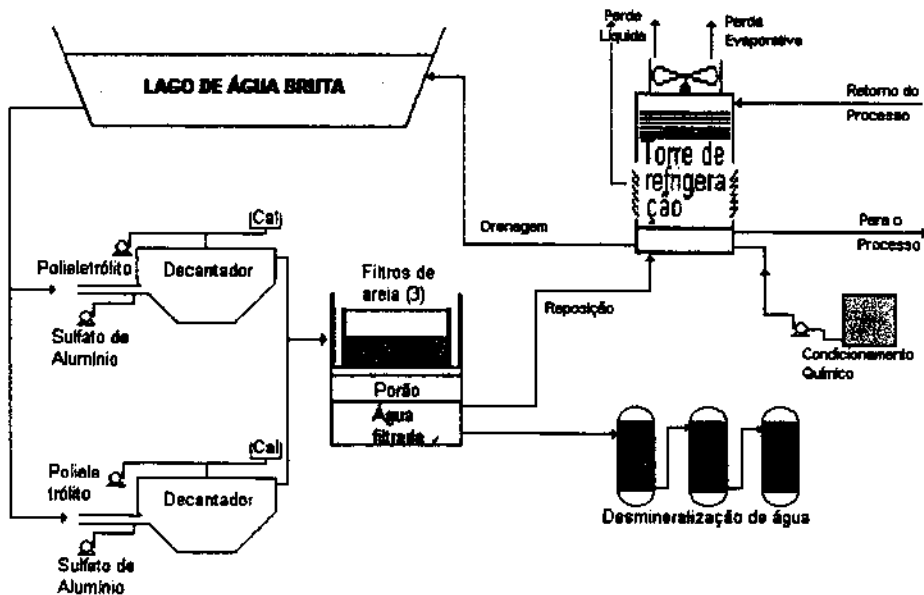 Perda
Líquida
Perda
Evaporativa
LAGO DE ÁGUA BRUTA
Retorno do
Processo
Torre de
refrigera
ção
Para o
Processo
Drenagem
(Cal)
Polieletrólito
Decantador
Sulfato de
Alumínio
Filtros de
areia (3)
Reposição
Condicionamento
Químico
Porão
Água
filtrada
(Cal)
Poliele
trólito
Decantador
Sulfato de
Alumínio
Desmineralização de água